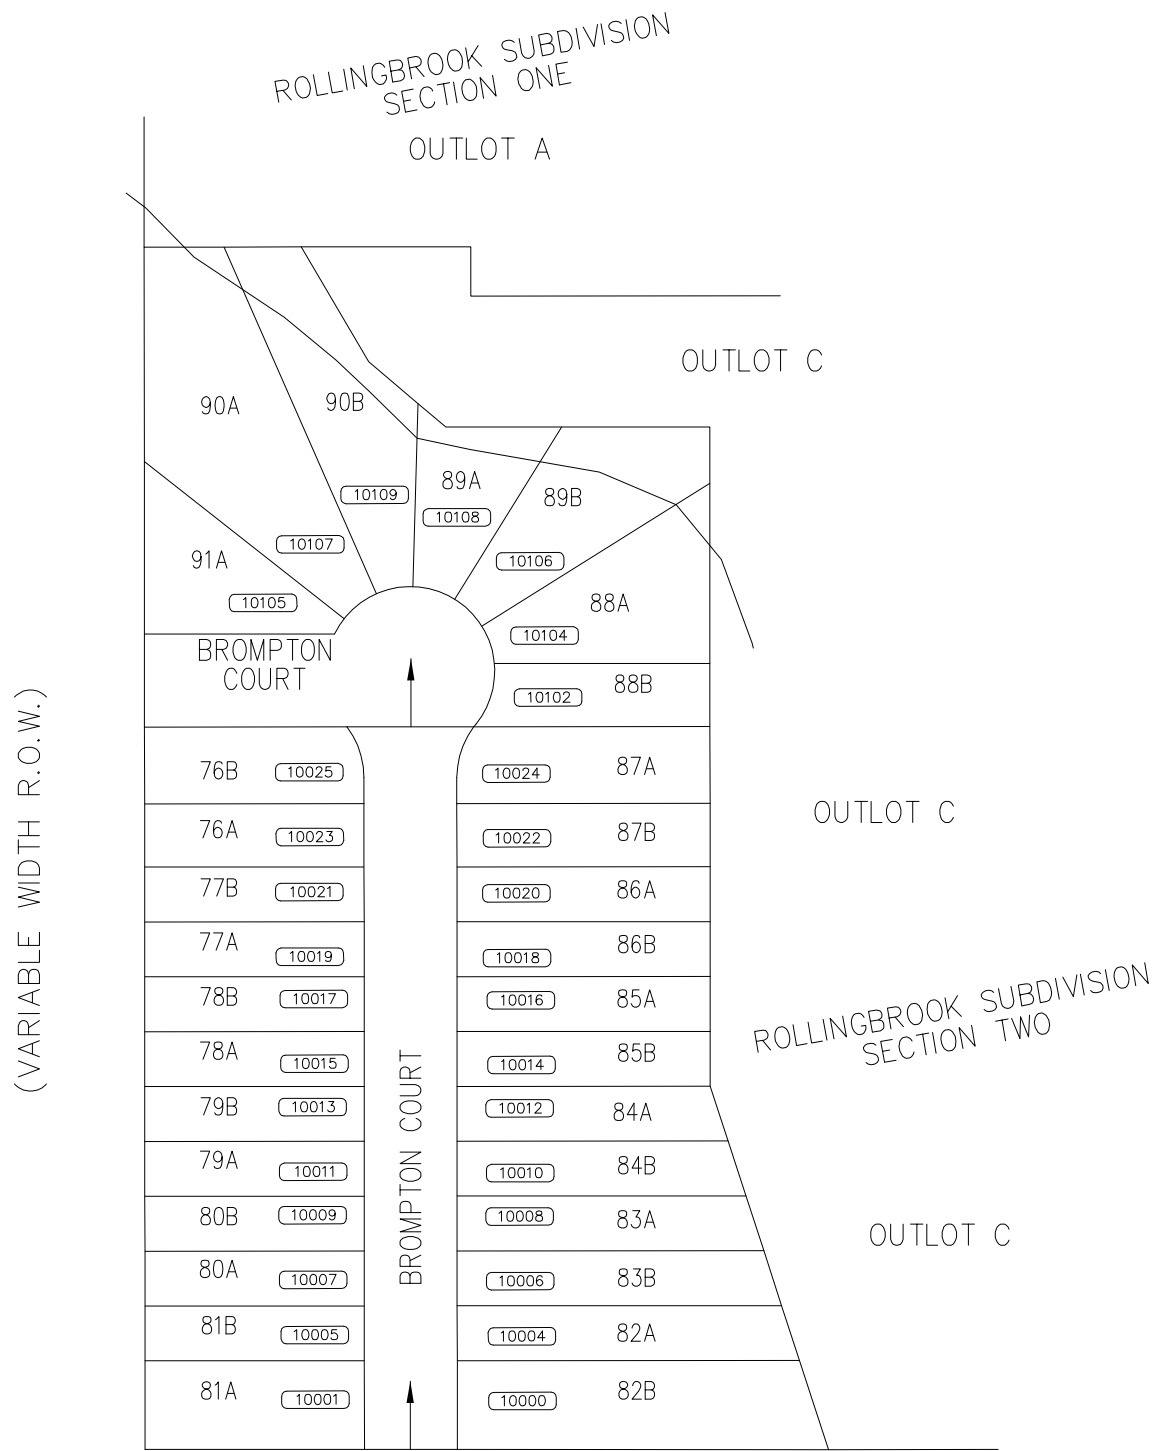 ROLLINGBROOK SUBDIVISION
SECTION ONE
OUTLOT A
OUTLOT C
90A
90B
10109
89A
10108
89B
10107
10106
91A
10105
88A
10104
BROMPTON
COURT
88B
10102
(VARIABLE WIDTH R.O.W.)
76B 10025 10024 87A
OUTLOT C
76A 10023 10022 87B
77B 10021 10020 86A
77A 10019 10018 86B
78B 10017 10016 85A
ROLLINGBROOK SUBDIVISION
SECTION TWO
78A 10015 10014 85B
79B 10013 10012 84A
BROMPTON COURT
79A 10011 10010 84B
80B 10009 10008 83A
OUTLOT C
80A 10007 10006 83B
81B 10005 10004 82A
81A 10001 10000 82B